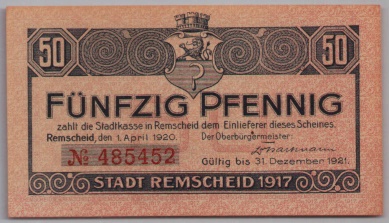 50 50
FÜNFZIG PFENNIG
zahlt die Stadtkasse in Remscheid dem Einlieferer dieses Scheines.
Remscheid, den 1. April 1920. Der Oberbürgermeister:
№ 485452
Gültig bis 31. Dezember 1921.
STADT REMSCHEID 1917